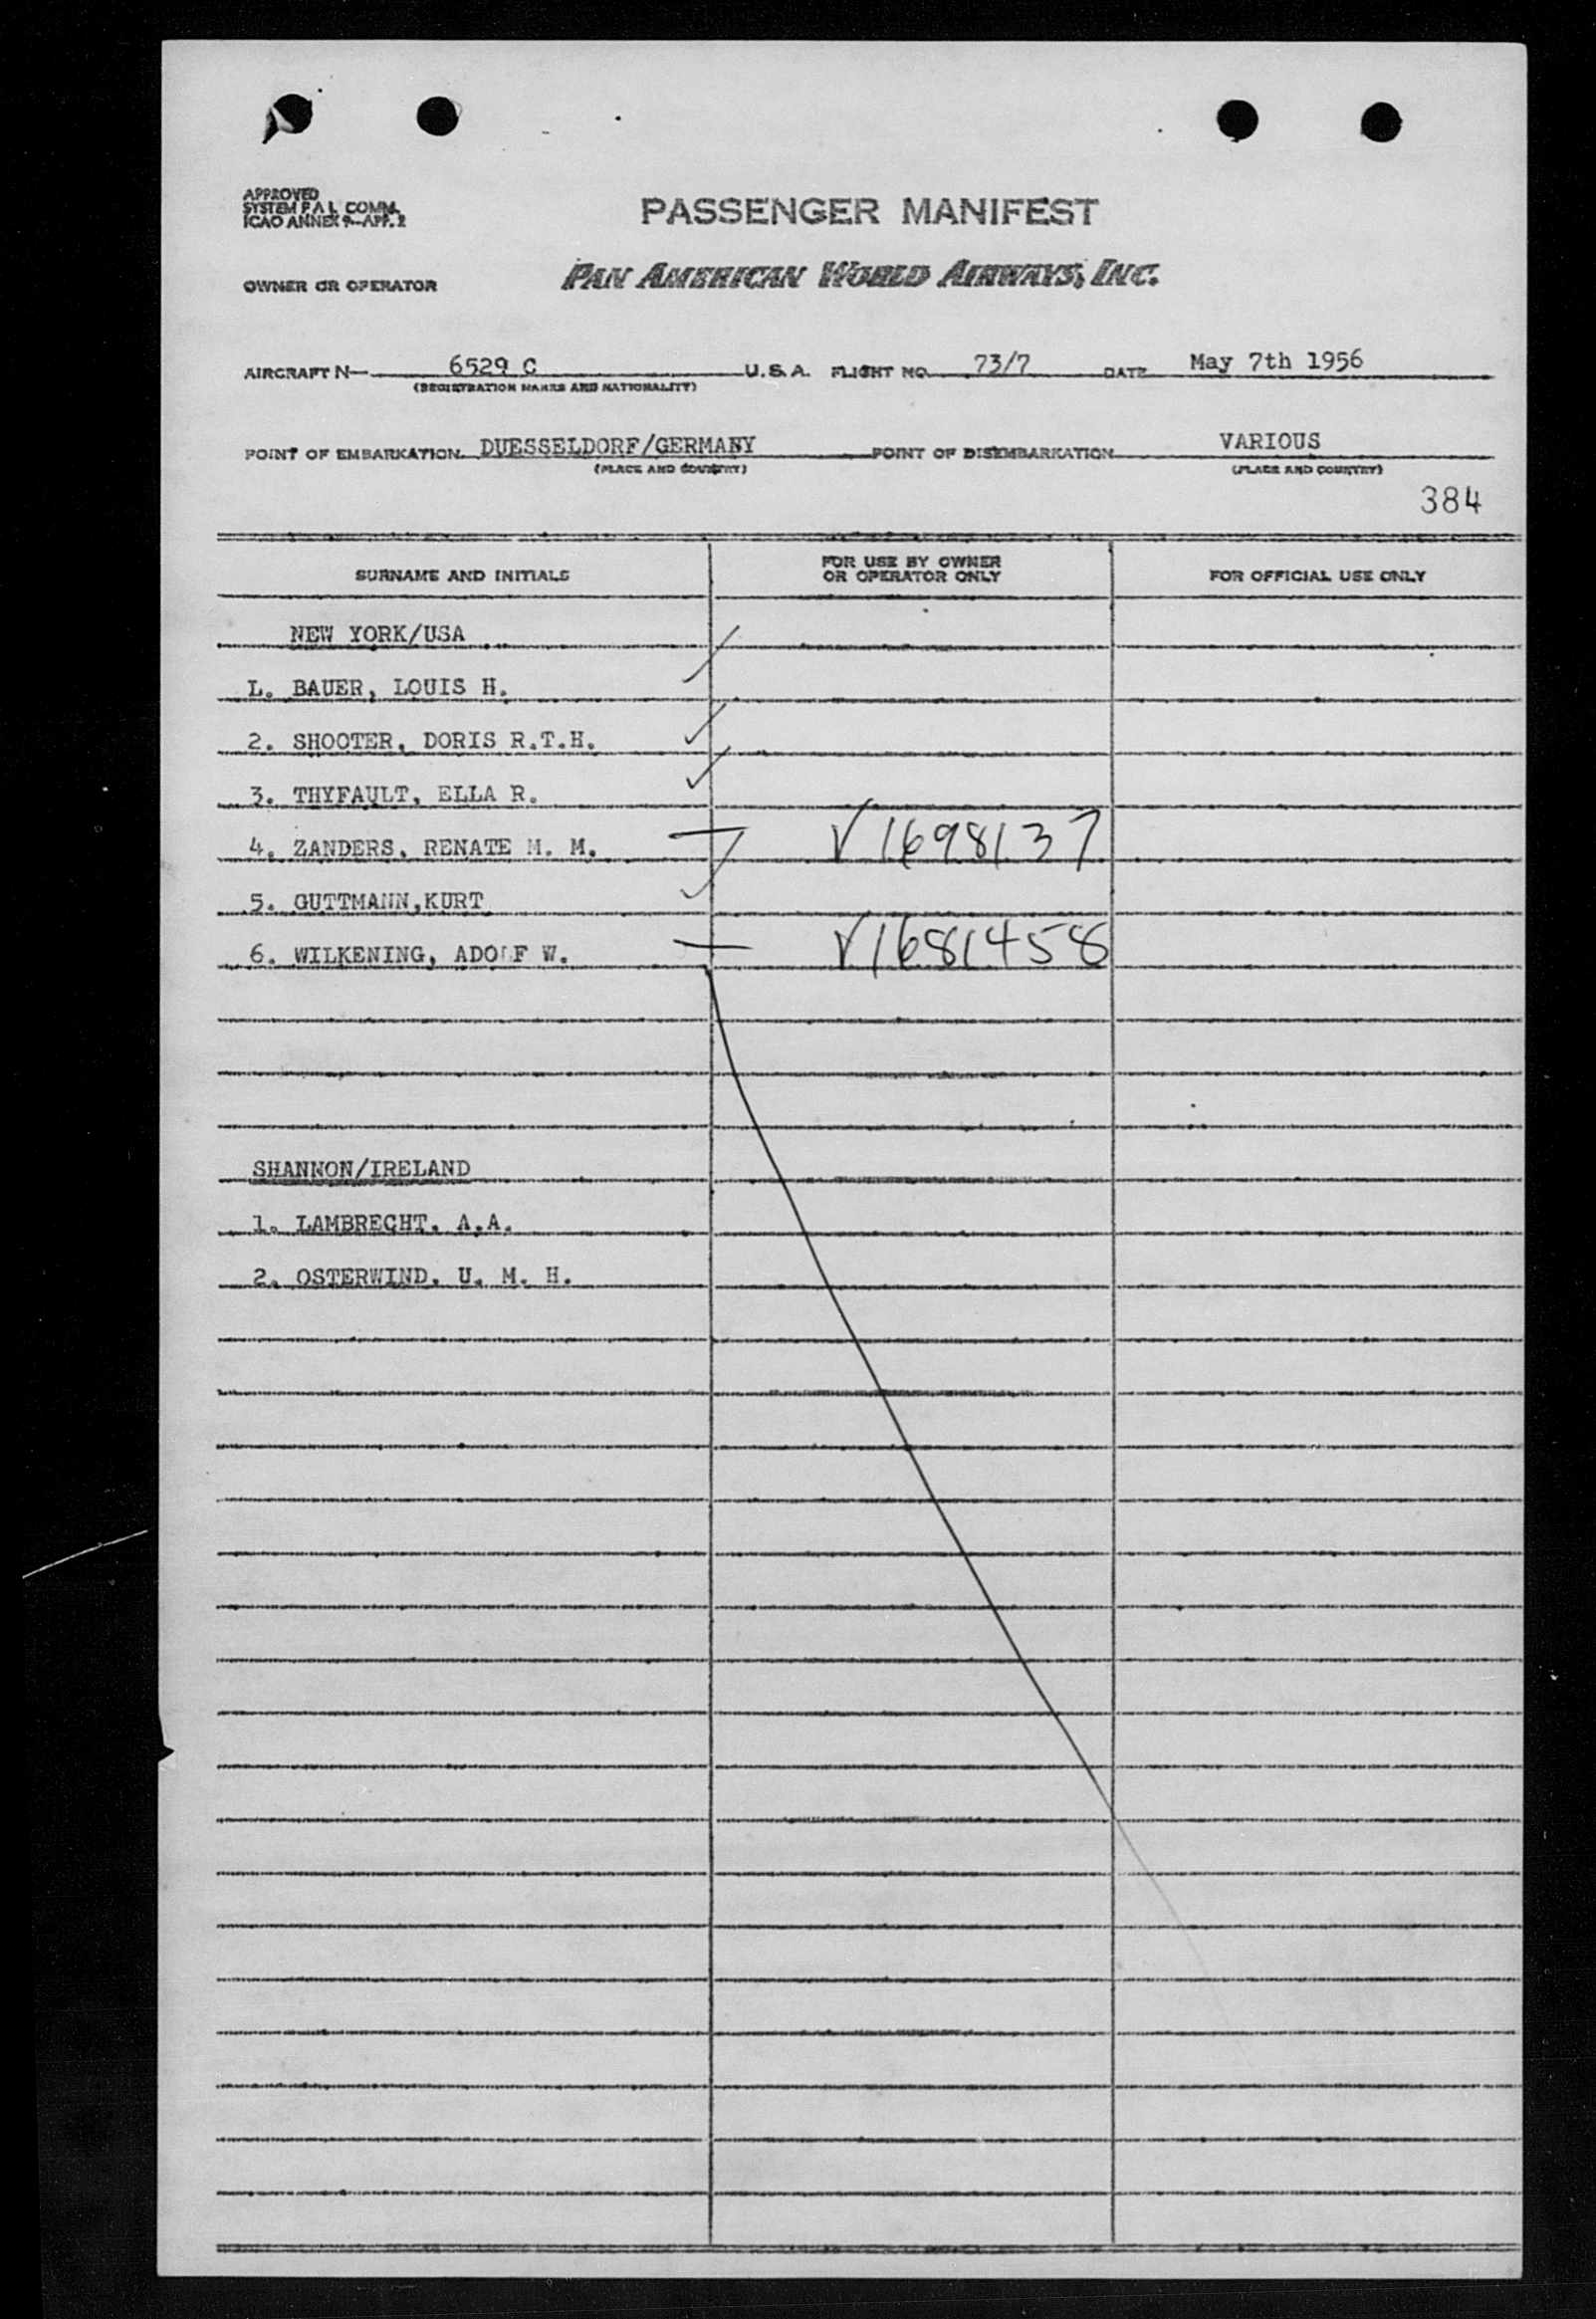 APPROVED
SYSTEM P.A.L. COMM.
ICAO ANNEX 9-APP. 2
PASSENGER MANIFEST
OWNER OR OPERATOR PAN AMERICAN WORLD AIRWAYS, INC.
AIRCRAFT N— 6529 C U.S.A. FLIGHT NO. 73/7 DATE May 7th 1956
(REGISTRATION MARKS AND NATIONALITY)
POINT OF EMBARKATION DUESSELDORF/GERMANY POINT OF DISEMBARKATION VARIOUS
(PLACE AND COUNTRY) (PLACE AND COUNTRY)
384
SURNAME AND INITIALS FOR USE BY OWNER OR OPERATOR ONLY FOR OFFICIAL USE ONLY
NEW YORK/USA
1. BAUER, LOUIS H.
2. SHOOTER, DORIS R.T.H.
3. THYFAULT, ELLA R.
4. ZANDERS, RENATE M. M. V1698137
5. GUTTMANN,KURT
6. WILKENING, ADOLF W. V1681458
SHANNON/IRELAND
1. LAMBRECHT, A.A.
2. OSTERWIND, U. M. H.